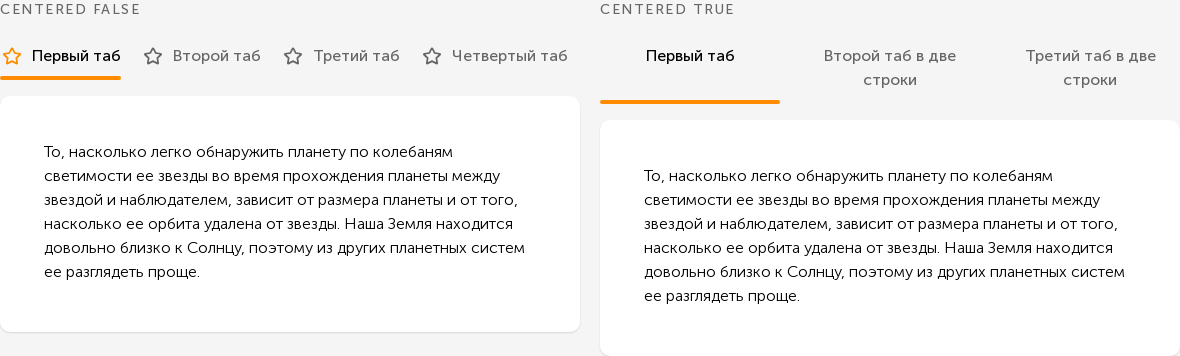 CENTERED FALSE
Первый таб
Второй таб
Третий таб
Четвертый таб
То, насколько легко обнаружить планету по колебаням
светимости ее звезды во время прохождения планеты между
звездой и наблюдателем, зависит от размера планеты и от того,
насколько ее орбита удалена от звезды. Наша Земля находится
довольно близко к Солнцу, поэтому из других планетных систем
ее разглядеть проще.
CENTERED TRUE
Первый таб
Второй таб в две
строки
Третий таб в две
строки
То, насколько легко обнаружить планету по колебаням
светимости ее звезды во время прохождения планеты между
звездой и наблюдателем, зависит от размера планеты и от того,
насколько ее орбита удалена от звезды. Наша Земля находится
довольно близко к Солнцу, поэтому из других планетных систем
ее разглядеть проще.